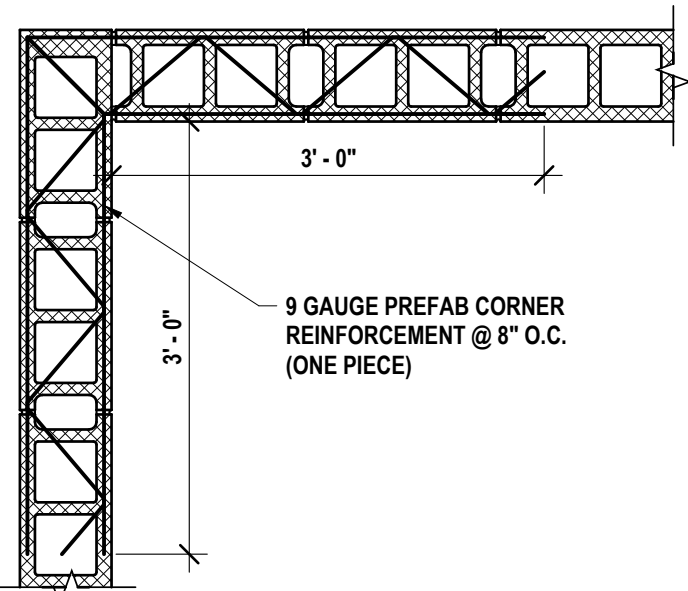 3' - 0"
3' - 0"
9 GAUGE PREFAB CORNER
REINFORCEMENT @ 8" O.C.
(ONE PIECE)